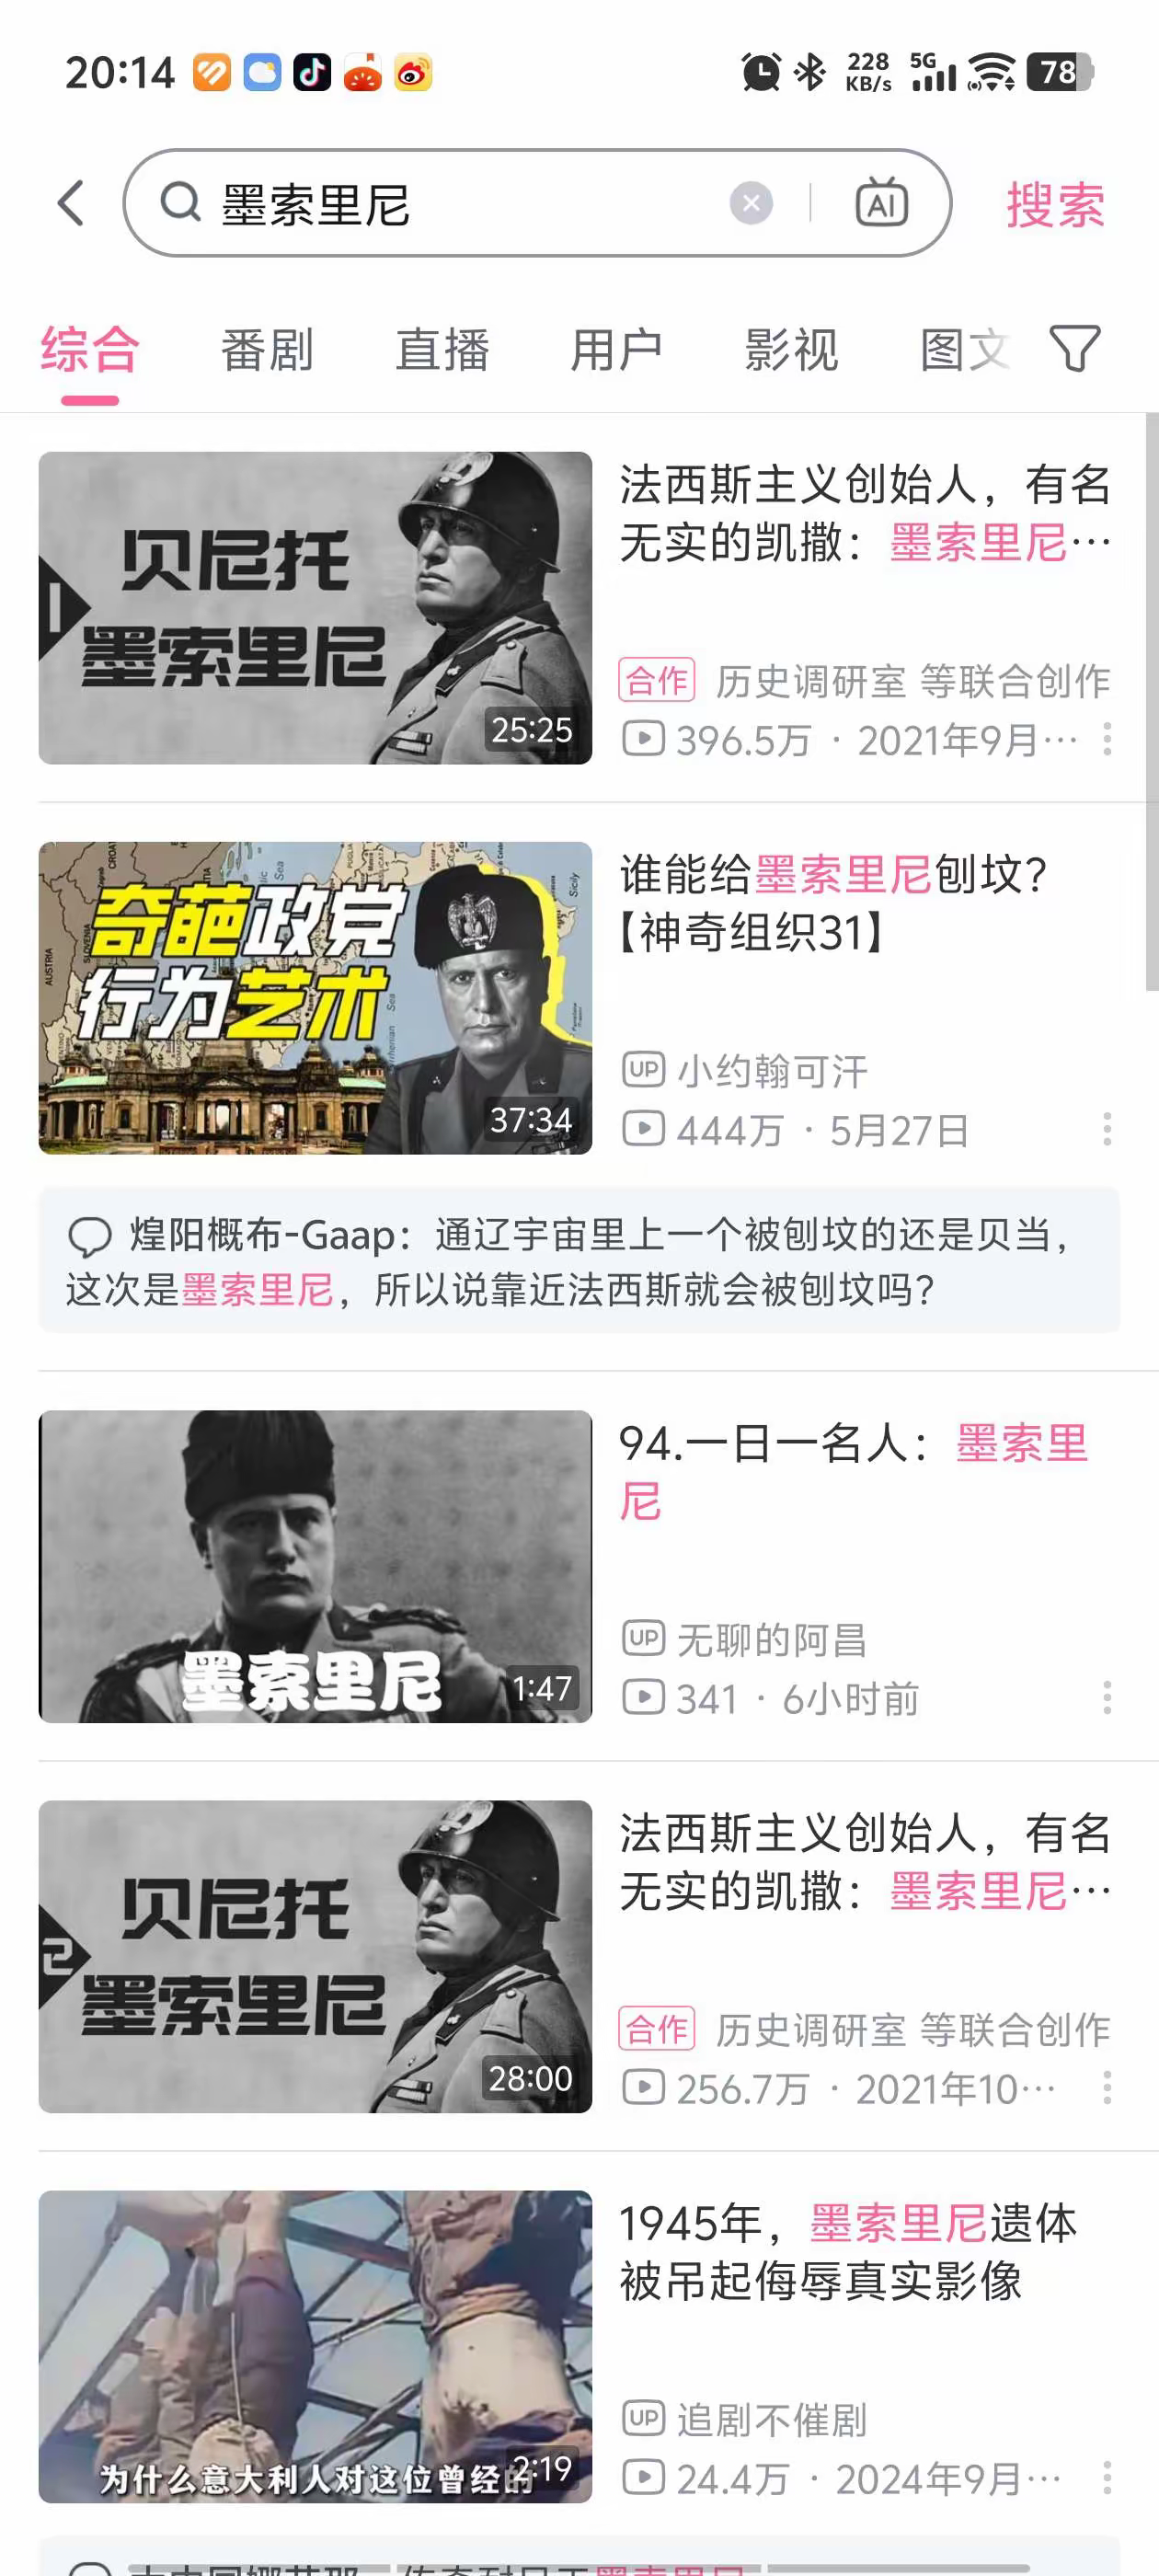 20:14
228
KB/s
5G
78
墨索里尼
AI
搜索
综合
番剧
直播
用户
影视
图文
贝尼托
墨索里尼
1
25:25
法西斯主义创始人，有名
无实的凯撒：墨索里尼…
合作 历史调研室 等联合创作
396.5万 · 2021年9月…
奇葩政党
行为艺术
37:34
谁能给墨索里尼刨坟？
【神奇组织31】
UP 小约翰可汗
444万 · 5月27日
煌阳概布-Gaap：通辽宇宙里上一个被刨坟的还是贝当，
这次是墨索里尼，所以说靠近法西斯就会被刨坟吗？
墨索里尼
1:47
94.一日一名人：墨索里
尼
UP 无聊的阿昌
341 · 6小时前
贝尼托
墨索里尼
2
28:00
法西斯主义创始人，有名
无实的凯撒：墨索里尼…
合作 历史调研室 等联合创作
256.7万 · 2021年10…
为什么意大利人对这位曾经的
2:19
1945年，墨索里尼遗体
被吊起侮辱真实影像
UP 追剧不催剧
24.4万 · 2024年9月…